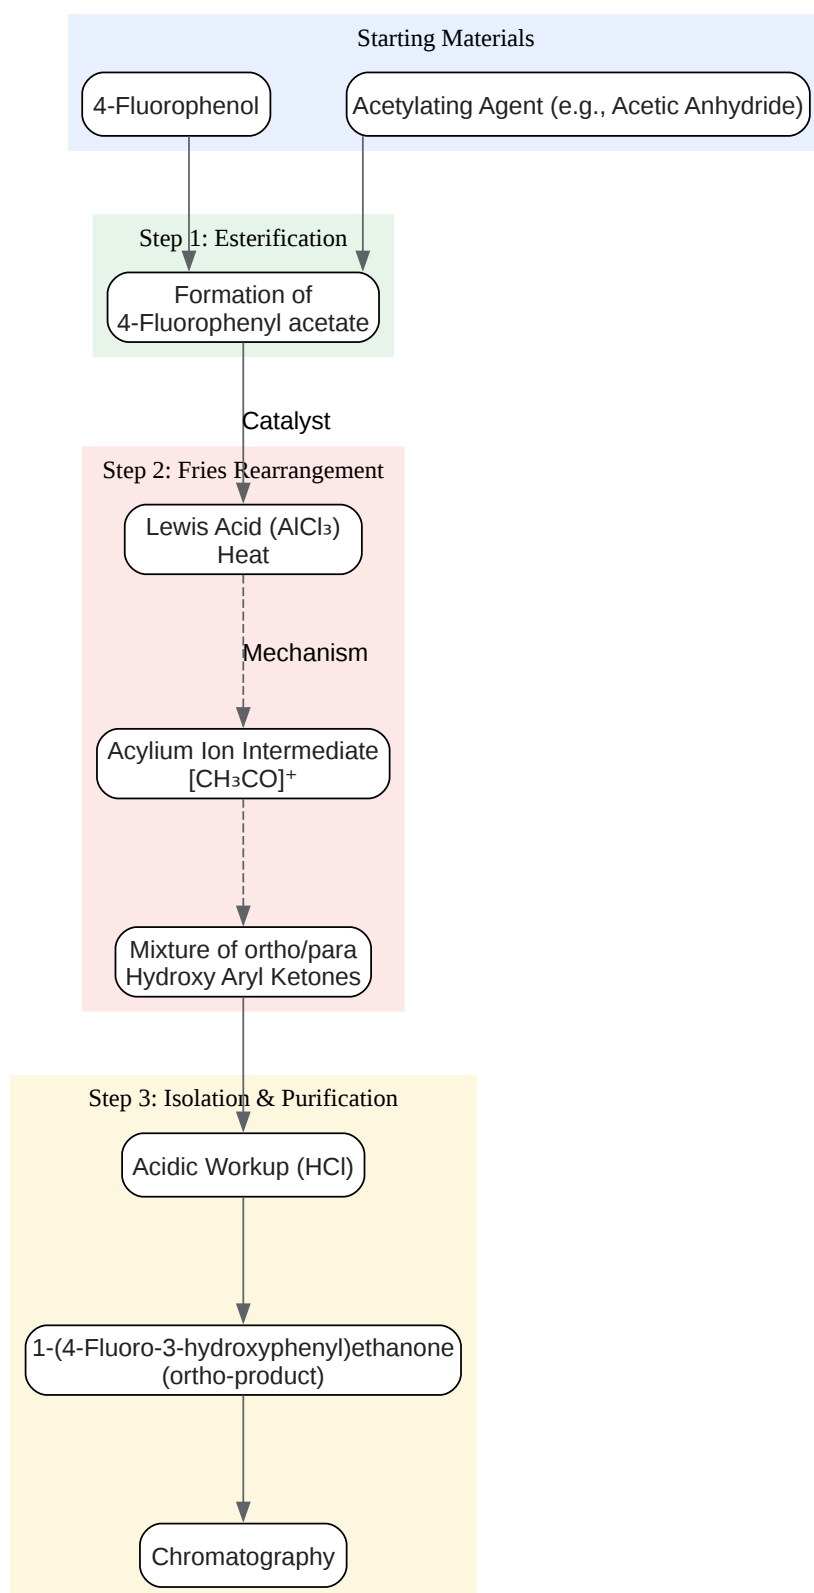 Starting Materials
4-Fluorophenol
Acetylating Agent (e.g., Acetic Anhydride)
Step 1: Esterification
Formation of
4-Fluorophenyl acetate
Catalyst
Step 2: Fries Rearrangement
Lewis Acid (AlCl₃)
Heat
Mechanism
Acylium Ion Intermediate
[CH₃CO]⁺
Mixture of ortho/para
Hydroxy Aryl Ketones
Step 3: Isolation & Purification
Acidic Workup (HCl)
1-(4-Fluoro-3-hydroxyphenyl)ethanone
(ortho-product)
Chromatography